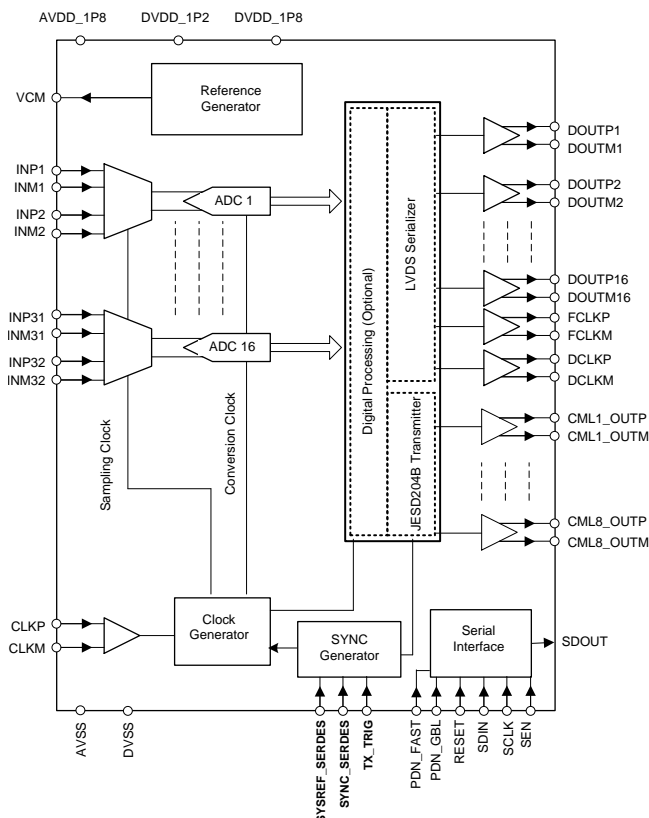 AVDD_1P8
DVDD_1P2
DVDD_1P8
VCM
Reference
Generator
INP1
INM1
INP2
INM2
ADC 1
INP31
INM31
INP32
INM32
ADC 16
Sampling Clock
Conversion Clock
Digital Processing (Optional)
LVDS Serializer
JESD204B Transmitter
DOUTP1
DOUTM1
DOUTP2
DOUTM2
DOUTP16
DOUTM16
FCLKP
FCLKM
DCLKP
DCLKM
CML1_OUTP
CML1_OUTM
CML8_OUTP
CML8_OUTM
CLKP
CLKM
Clock
Generator
SYNC
Generator
Serial
Interface
SDOUT
AVSS
DVSS
SYSREF_SERDES
SYNC_SERDES
TX_TRIG
PDN_FAST
PDN_GBL
RESET
SDIN
SCLK
SEN